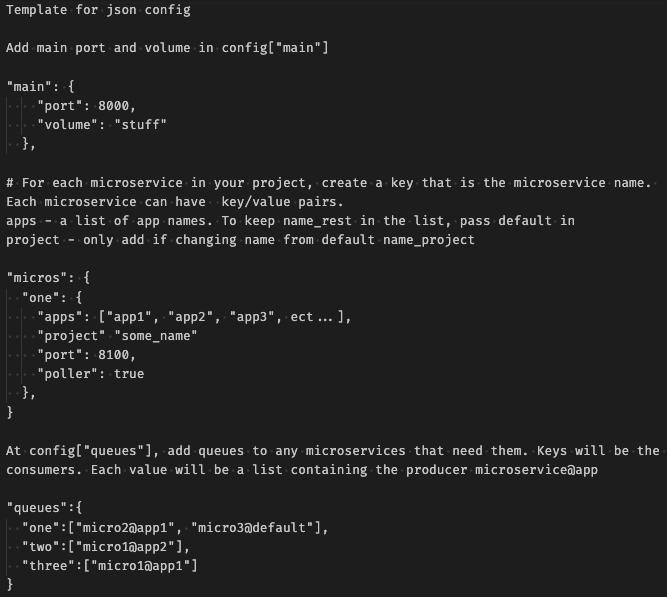 Template for json config
Add main port and volume in config["main"]
"main": {
"port": 8000,
"volume": "stuff"
},
# For each microservice in your project, create a key that is the microservice name.
Each microservice can have  key/value pairs.
apps - a list of app names. To keep name_rest in the list, pass default in
project - only add if changing name from default name_project
"micros": {
"one": {
"apps": ["app1", "app2", "app3", ect...],
"project" "some_name"
"port": 8100,
"poller": true
},
}
At config["queues"], add queues to any microservices that need them. Keys will be the
consumers. Each value will be a list containing the producer microservice@app
"queues":{
"one":["micro2@app1", "micro3@default"],
"two":["micro1@app2"],
"three":["micro1@app1"]
}